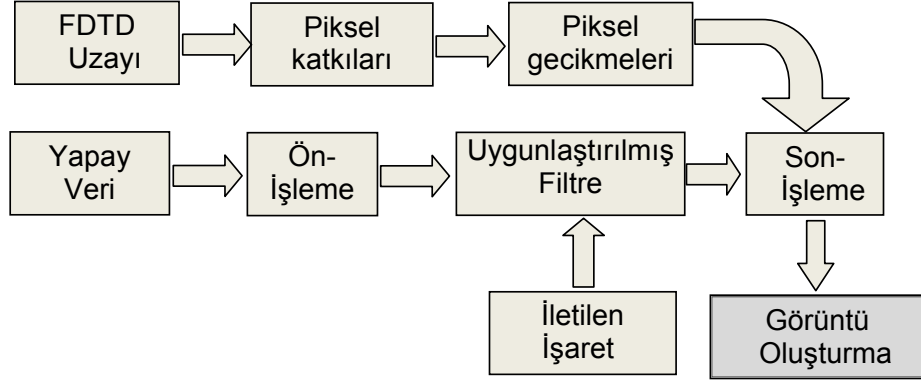 FDTD
Uzayı
Piksel
katkıları
Piksel
gecikmeleri
Yapay
Veri
Ön-
İşleme
Uygunlaştırılmış
Filtre
Son-
İşleme
İletilen
İşaret
Görüntü
Oluşturma